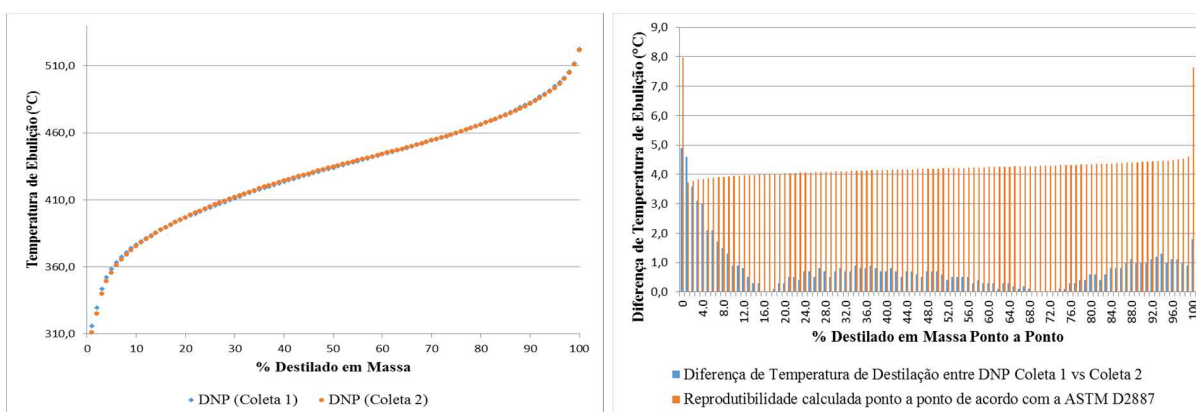 Temperatura de Ebulição (°C)
510,0
460,0
410,0
360,0
310,0
0 10 20 30 40 50 60 70 80 90 100
% Destilado em Massa
DNP (Coleta 1) DNP (Coleta 2)
Diferença de Temperatura de Ebulição (°C)
9,0
8,0
7,0
6,0
5,0
4,0
3,0
2,0
1,0
0,0
0 4.0 8.0 12.0 16.0 20.0 24.0 28.0 32.0 36.0 40.0 44.0 48.0 52.0 56.0 60.0 64.0 68.0 72.0 76.0 80.0 84.0 88.0 92.0 96.0 100.0
% Destilado em Massa Ponto a Ponto
Diferença de Temperatura de Destilação entre DNP Coleta 1 vs Coleta 2
Reprodutibilidade calculada ponto a ponto de acordo com a ASTM D2887